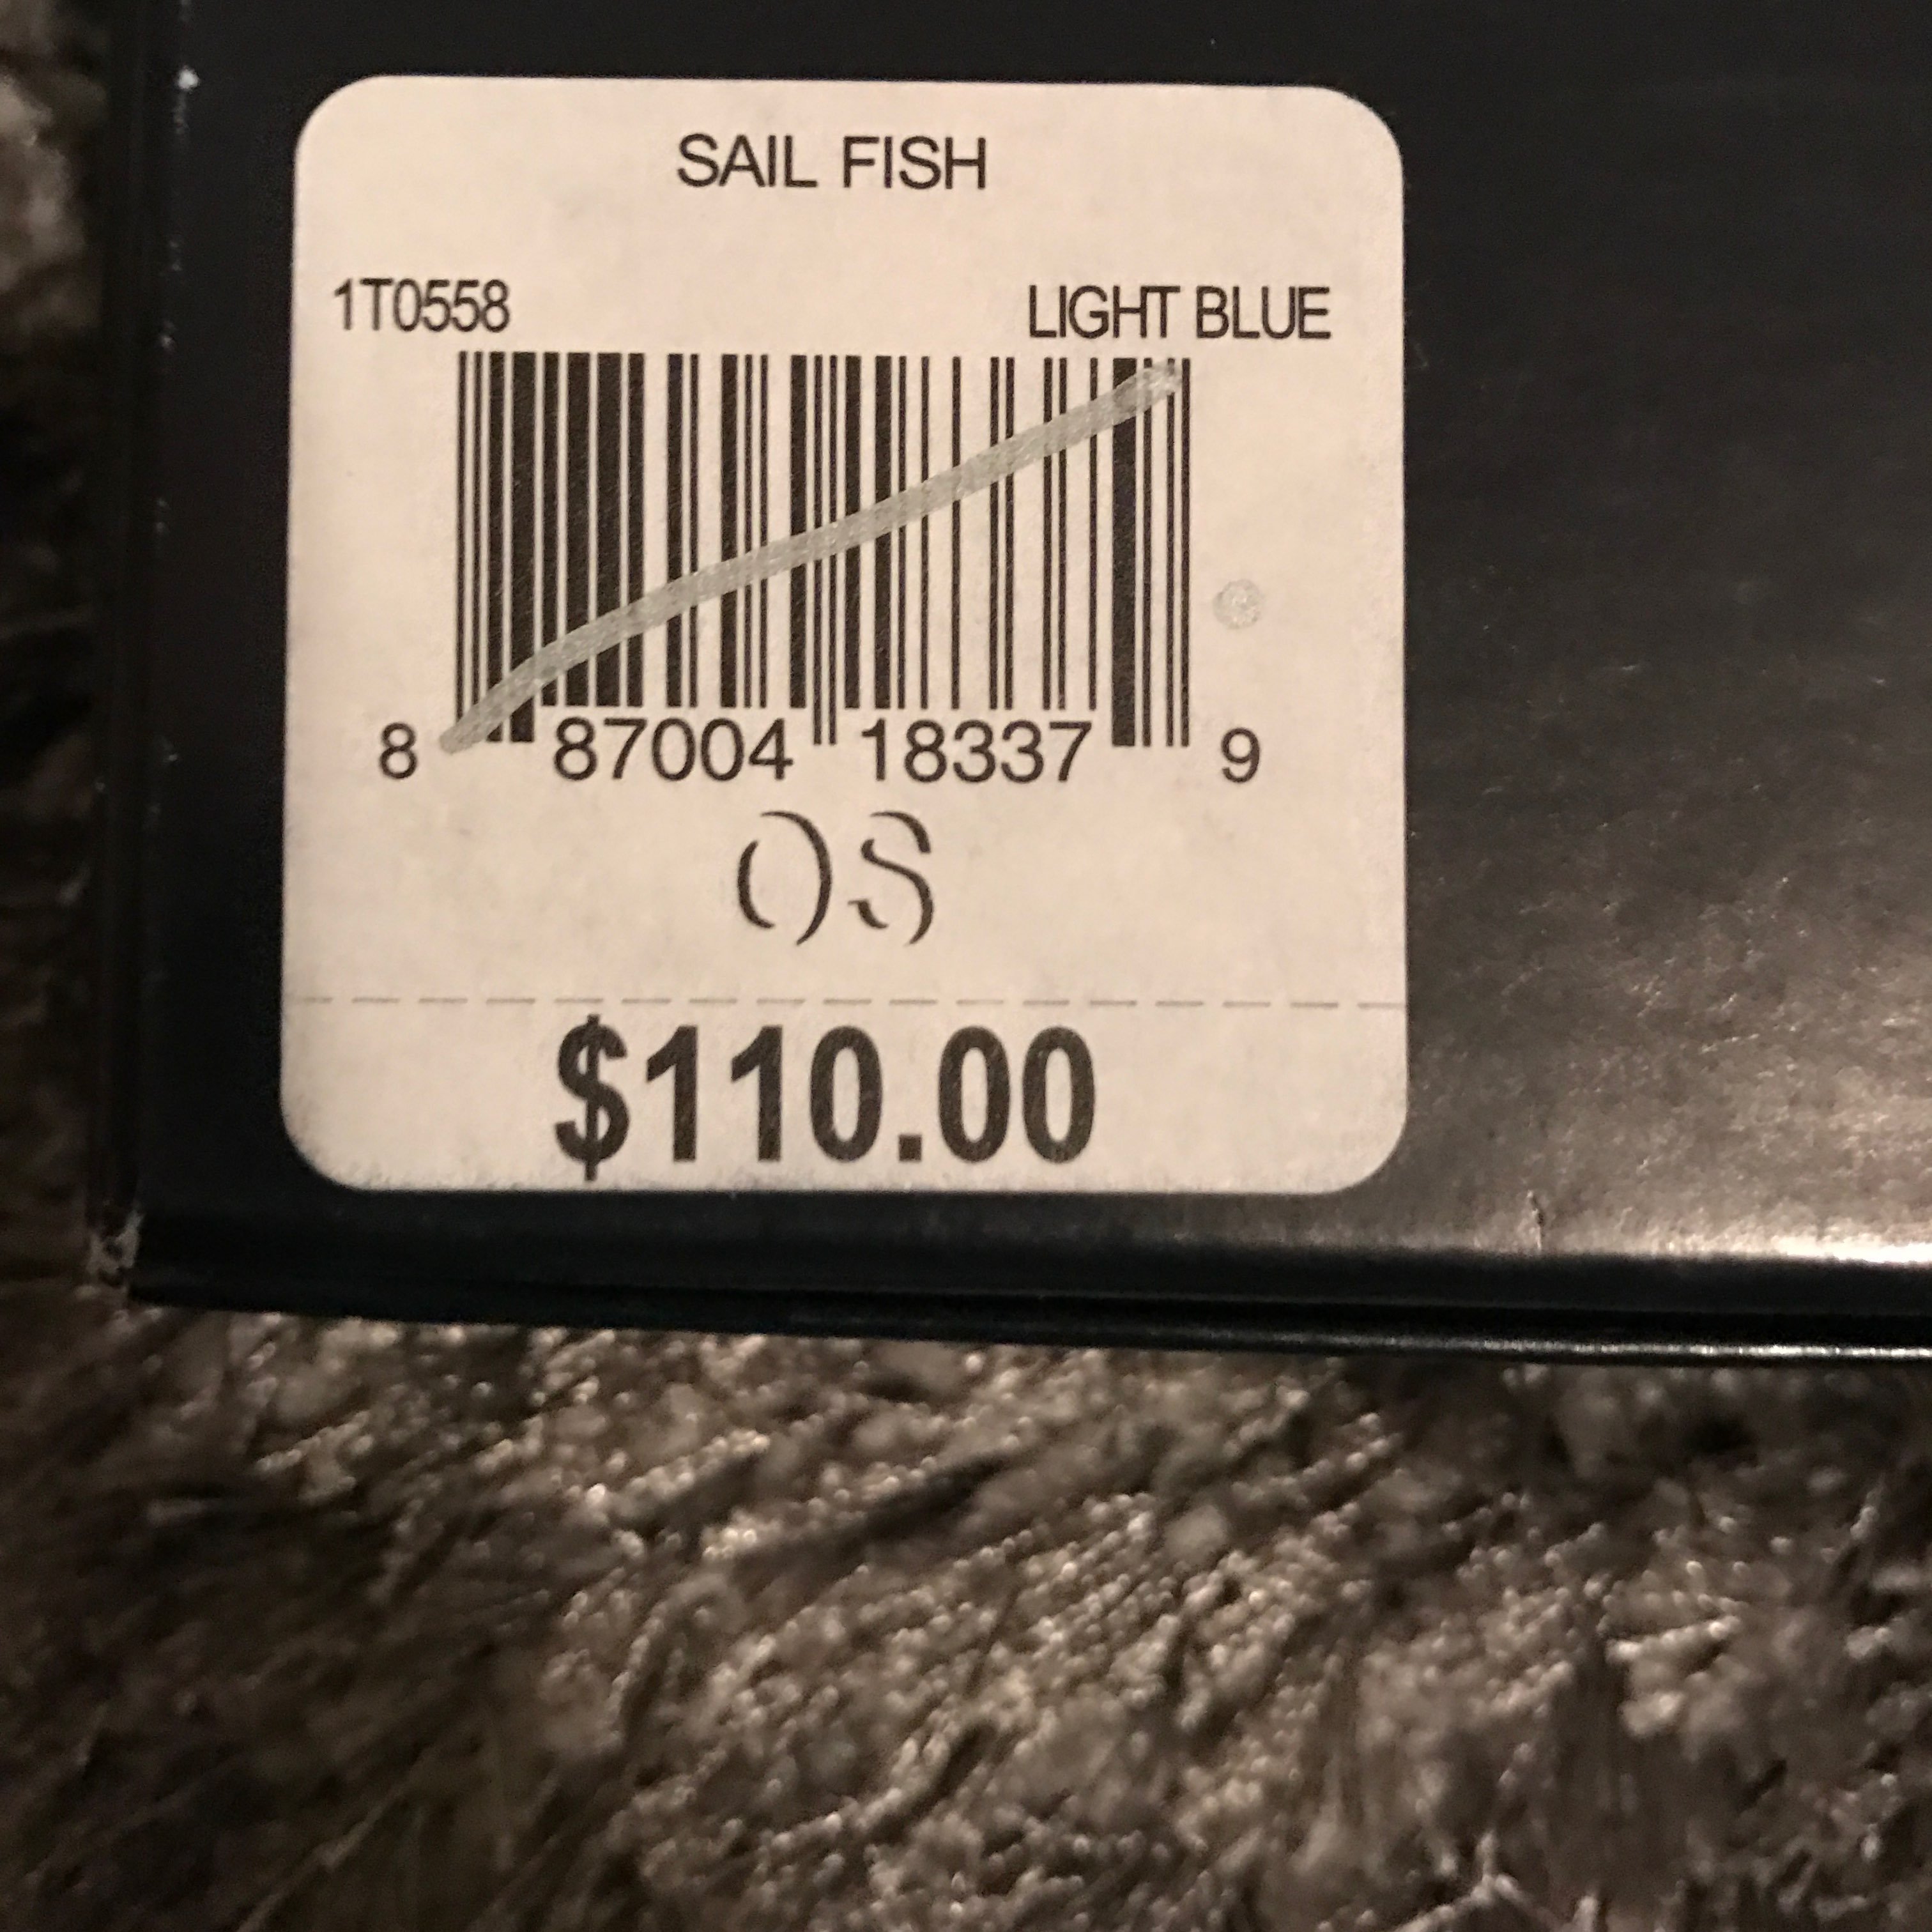 SAIL FISH
1T0558 LIGHT BLUE
8 87004 18337 9
OS
$110.00